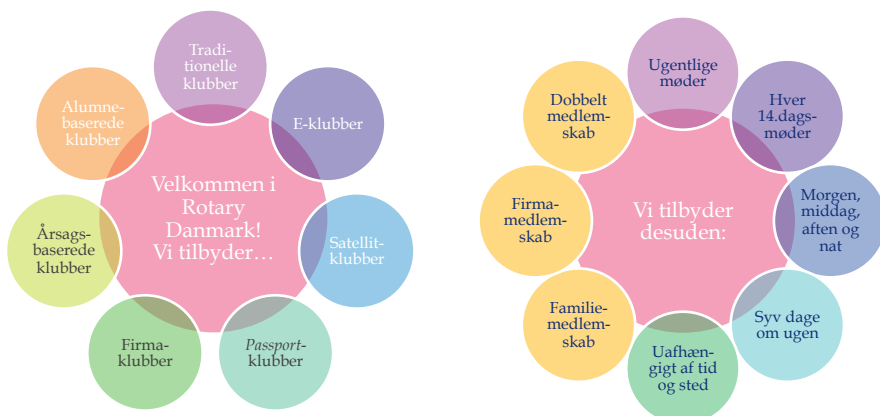 Velkommen i
Rotary
Danmark!
Vi tilbyder…
Tradi-
tionelle
klubber
E-klubber
Satellit-
klubber
Passport-
klubber
Firma-
klubber
Årsags-
baserede
klubber
Alumne-
baserede
klubber
Vi tilbyder
desuden:
Ugentlige
møder
Hver
14.dags-
møder
Morgen,
middag,
aften og
nat
Syv dage
om ugen
Uafhæn-
gigt af tid
og sted
Familie-
medlem-
skab
Firma-
medlem-
skab
Dobbelt
medlem-
skab